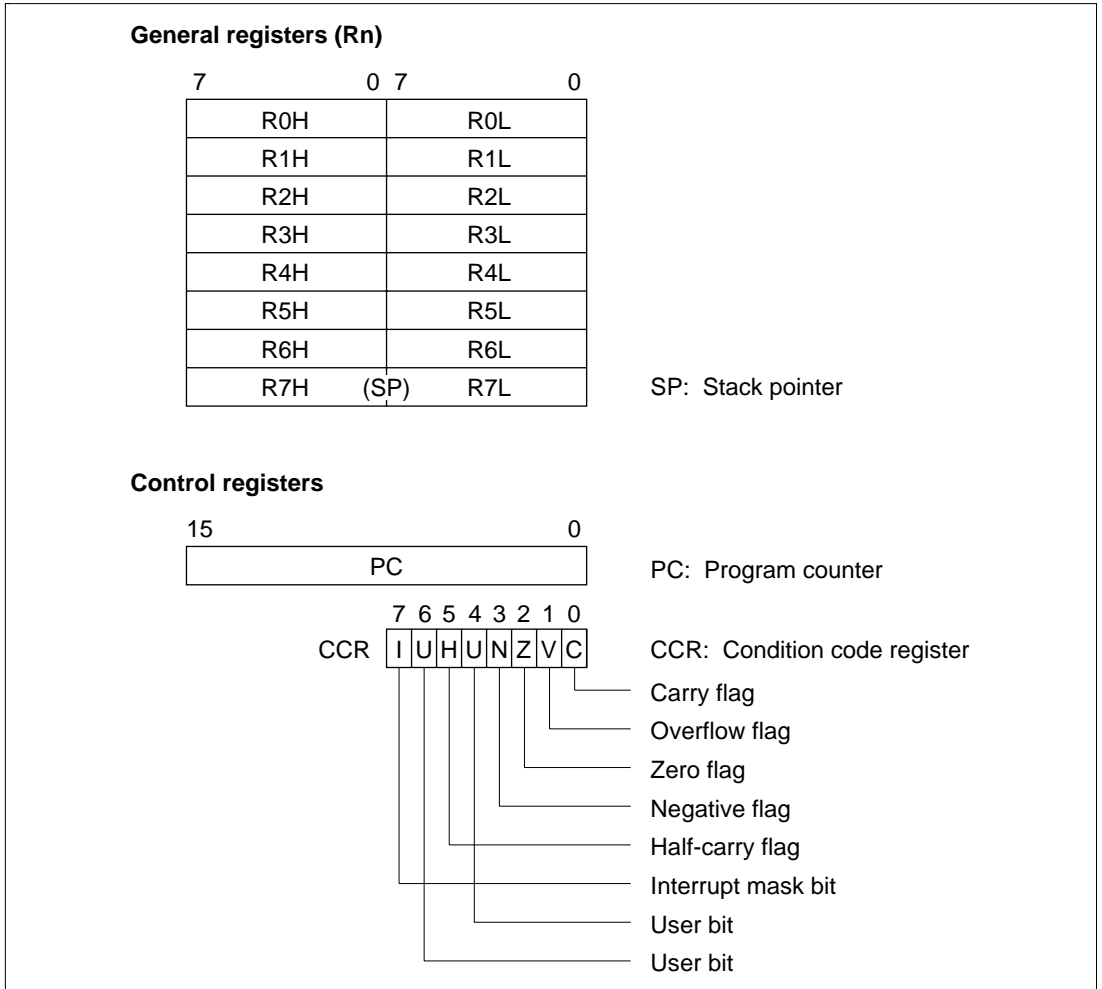 General registers (Rn)
7 0 7 0
R0H R0L
R1H R1L
R2H R2L
R3H R3L
R4H R4L
R5H R5L
R6H R6L
R7H (SP) R7L SP: Stack pointer
Control registers
15 0
PC PC: Program counter
7 6 5 4 3 2 1 0
CCR I U H U N Z V C CCR: Condition code register
Carry flag
Overflow flag
Zero flag
Negative flag
Half-carry flag
Interrupt mask bit
User bit
User bit